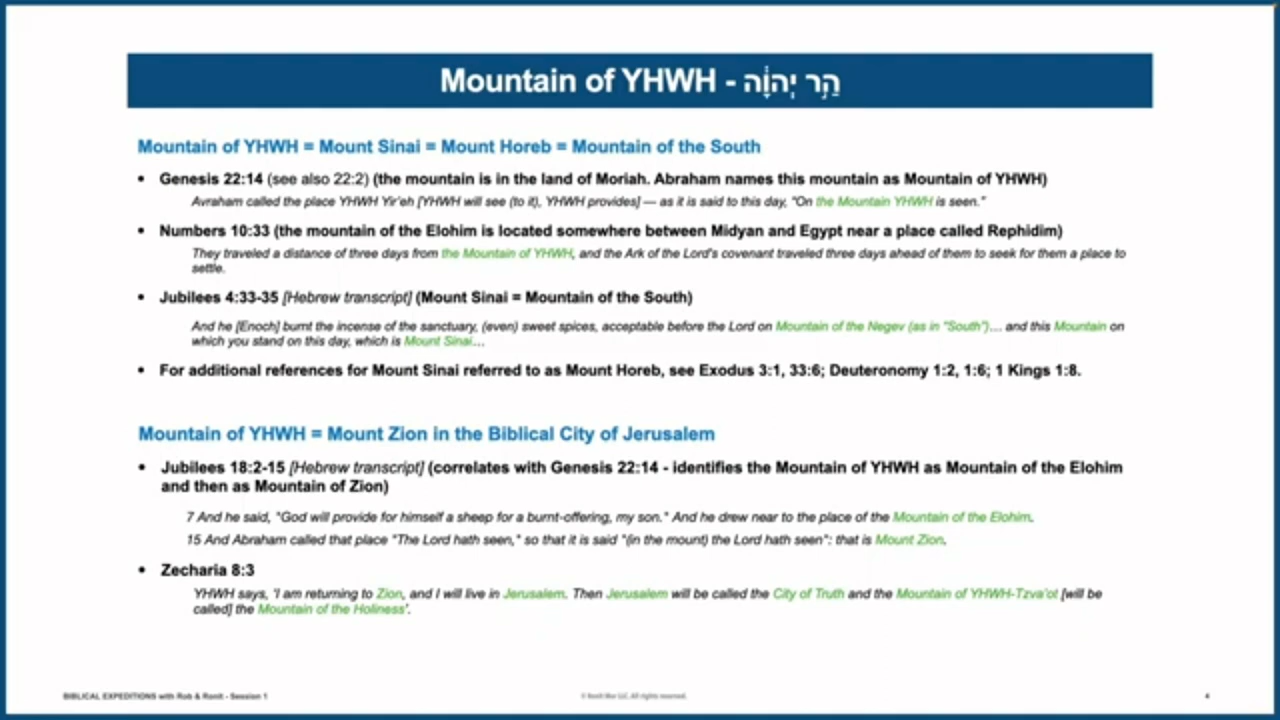 Mountain of YHWH - הַ֥ר יְהוָ֖ה
Mountain of YHWH = Mount Sinai = Mount Horeb = Mountain of the South
• Genesis 22:14 (see also 22:2) (the mountain is in the land of Moriah. Abraham names this mountain as Mountain of YHWH)
Avraham called the place YHWH Yir'eh [YHWH will see (to it), YHWH provides] — as it is said to this day, "On the Mountain YHWH is seen."
• Numbers 10:33 (the mountain of the Elohim is located somewhere between Midyan and Egypt near a place called Rephidim)
They traveled a distance of three days from the Mountain of YHWH, and the Ark of the Lord's covenant traveled three days ahead of them to seek for them a place to
settle.
• Jubilees 4:33-35 [Hebrew transcript] (Mount Sinai = Mountain of the South)
And he [Enoch] burnt the incense of the sanctuary, (even) sweet spices, acceptable before the Lord on Mountain of the Negev (as in "South")… and this Mountain on
which you stand on this day, which is Mount Sinai…
• For additional references for Mount Sinai referred to as Mount Horeb, see Exodus 3:1, 33:6; Deuteronomy 1:2, 1:6; 1 Kings 1:8.
Mountain of YHWH = Mount Zion in the Biblical City of Jerusalem
• Jubilees 18:2-15 [Hebrew transcript] (correlates with Genesis 22:14 - identifies the Mountain of YHWH as Mountain of the Elohim
and then as Mountain of Zion)
7 And he said, "God will provide for himself a sheep for a burnt-offering, my son." And he drew near to the place of the Mountain of the Elohim.
15 And Abraham called that place "The Lord hath seen," so that it is said "(in the mount) the Lord hath seen": that is Mount Zion.
• Zecharia 8:3
YHWH says, 'I am returning to Zion, and I will live in Jerusalem. Then Jerusalem will be called the City of Truth and the Mountain of YHWH-Tzva'ot [will be
called] the Mountain of the Holiness'.
BIBLICAL EXPEDITIONS with Rob & Ronit - Session 1
© Ronit Mor LLC. All rights reserved.
4